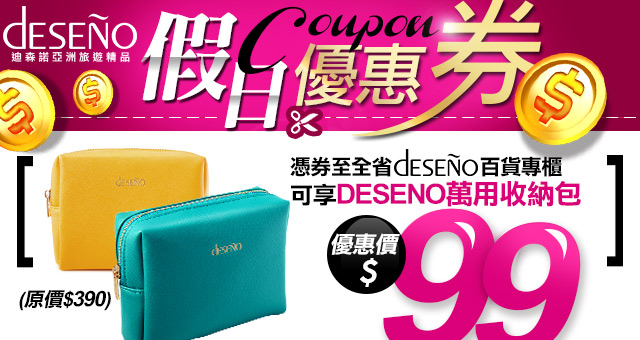 deseño
迪森諾亞洲旅遊精品
假日
Coupon
優惠
券
憑券至全省deseño百貨專櫃
可享DESENO萬用收納包
deseño
deseño
優惠價
$
99
(原價$390)